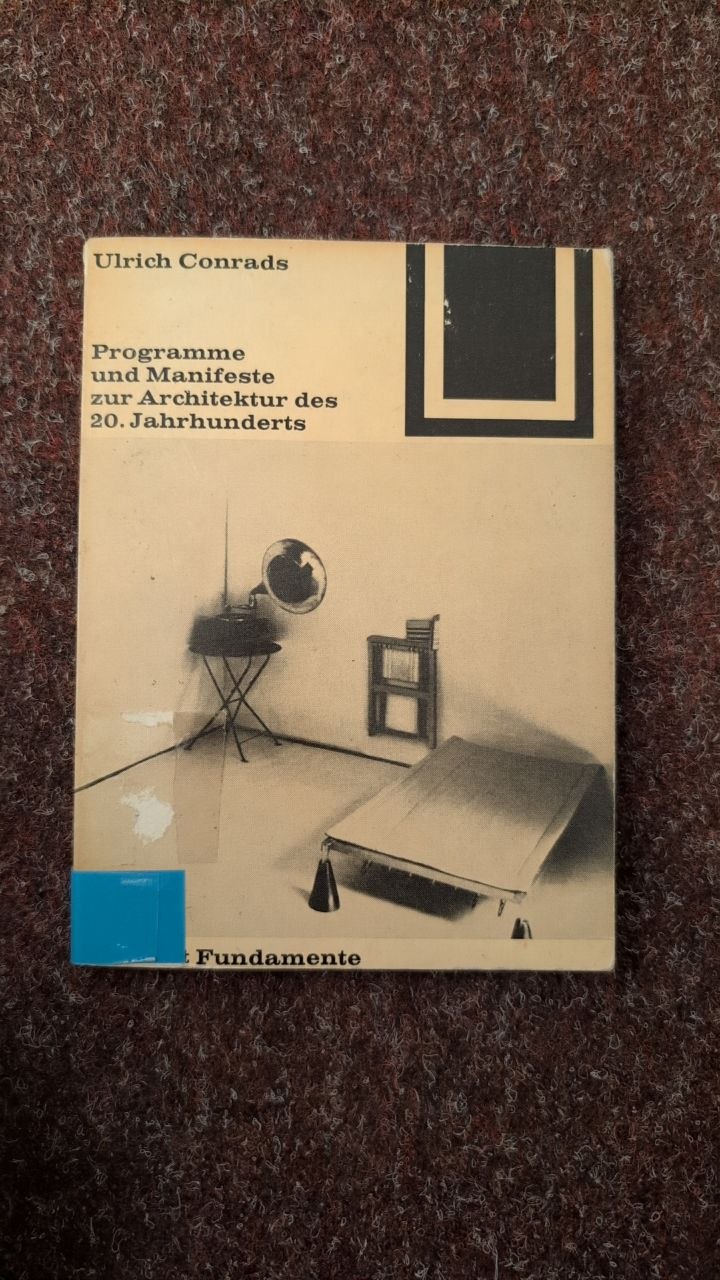 Ulrich Conrads
Programme
und Manifeste
zur Architektur des
20. Jahrhunderts
Fundamente